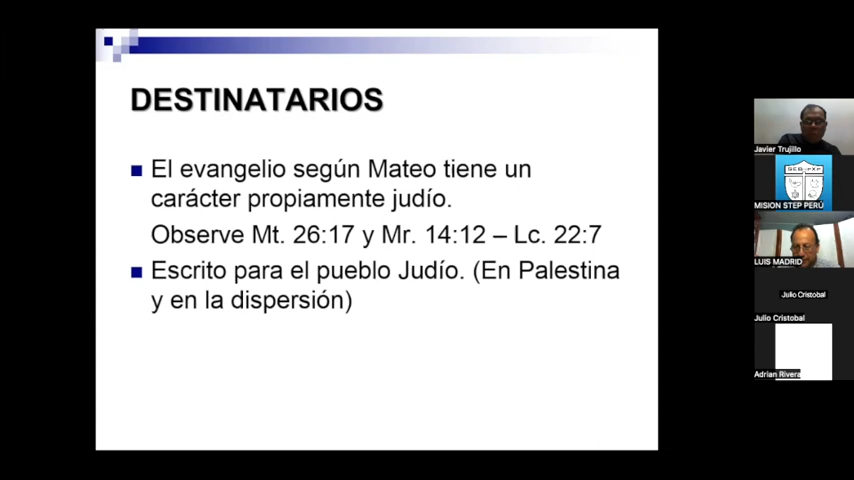 DESTINATARIOS
El evangelio según Mateo tiene un
carácter propiamente judío.
Observe Mt. 26:17 y Mr. 14:12 – Lc. 22:7
Escrito para el pueblo Judío. (En Palestina
y en la dispersión)
Javier Trujillo
MISION STEP PERÚ
LUIS MADRID
Julio Cristobal
Julio Cristobal
Adrian Rivera